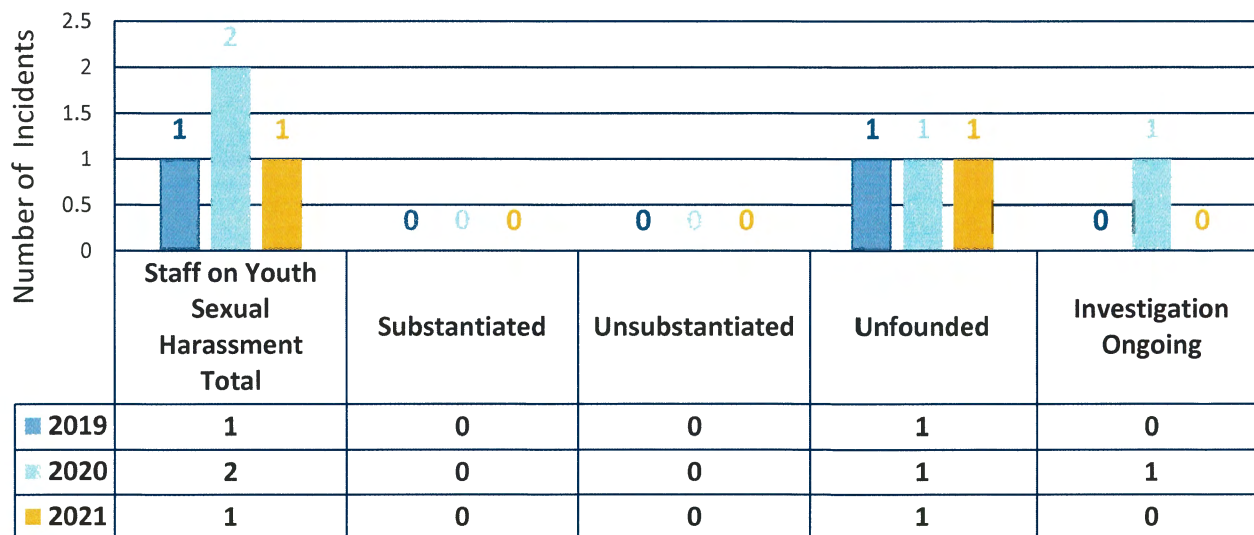 Number of Incidents
2.5
2
1.5
1
0.5
0
1 2 1
0 0 0
0 0 0
1 1 1
0 1 0
Staff on Youth
Sexual
Harassment
Total
Substantiated
Unsubstantiated
Unfounded
Investigation
Ongoing
2019 1 0 0 1 0
2020 2 0 0 1 1
2021 1 0 0 1 0